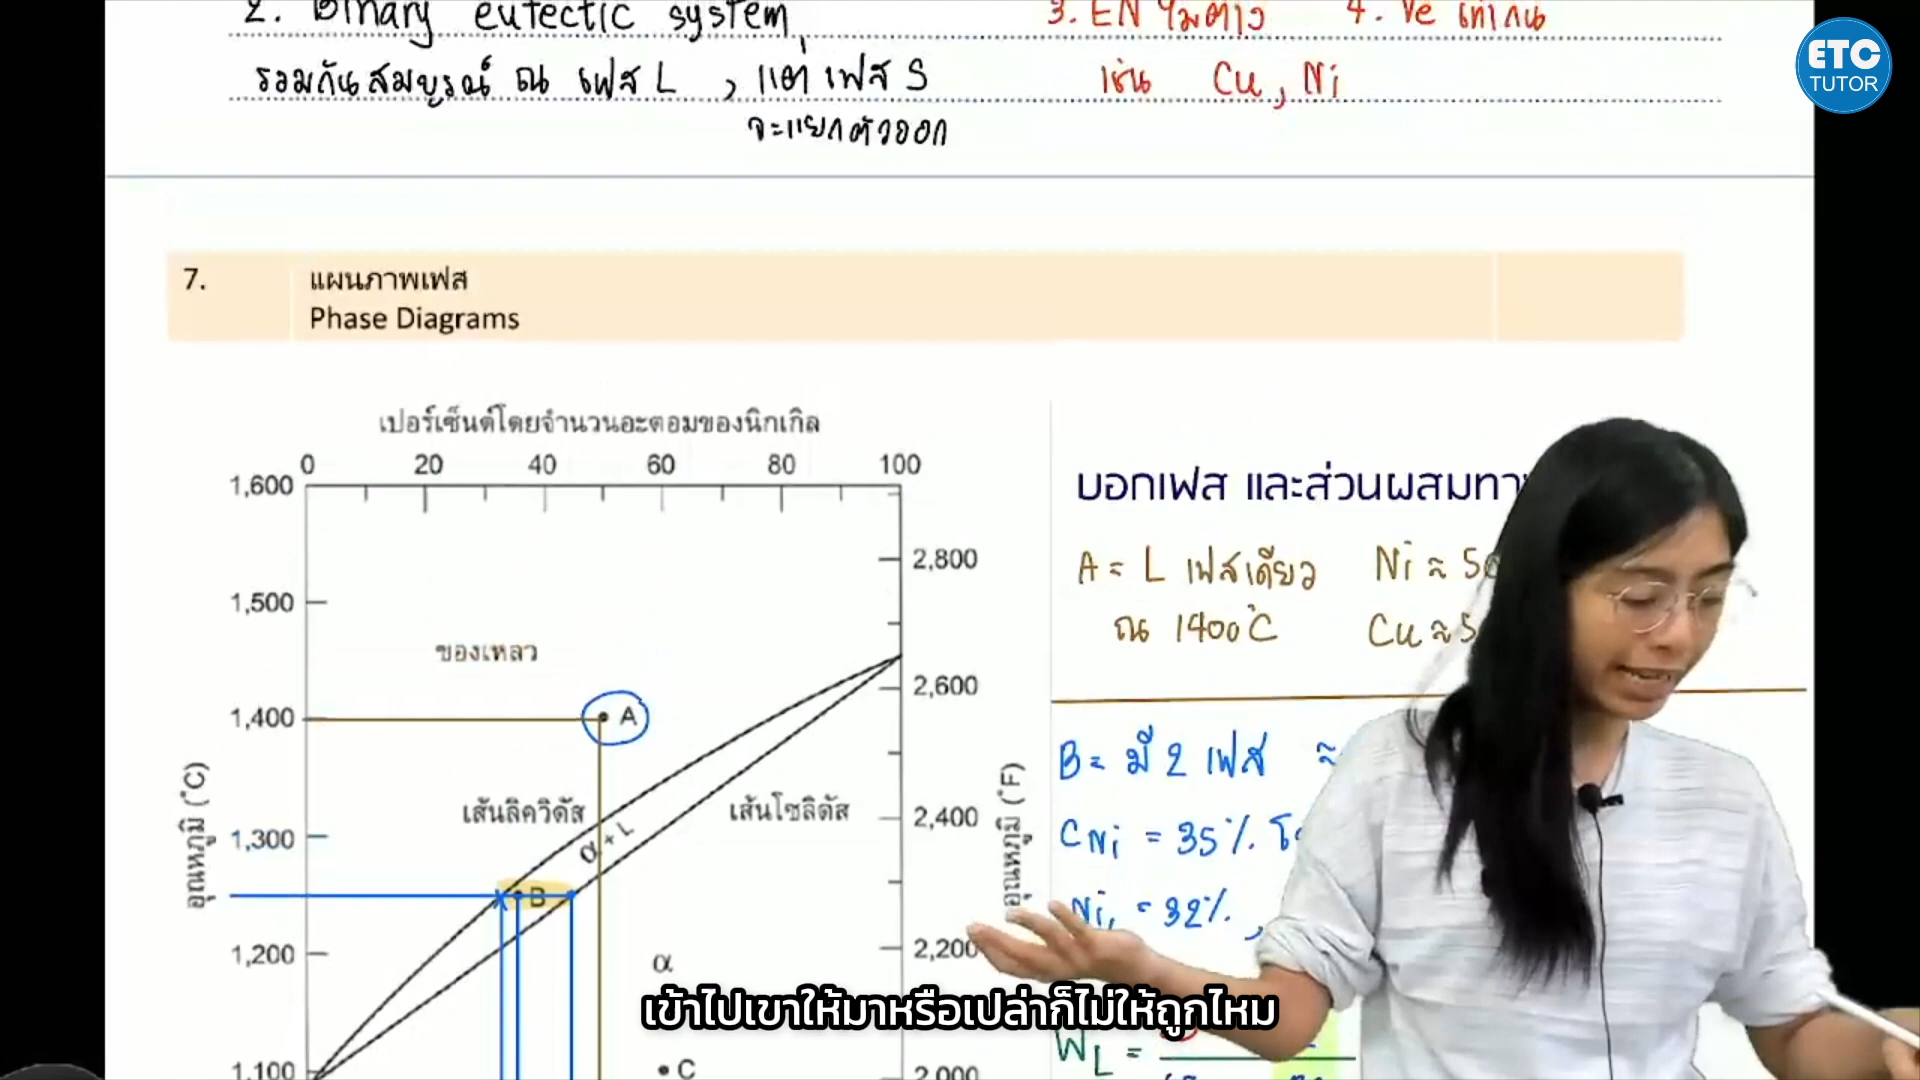 2. Binary eutectic system
3. EN ไม่ต่าง 4. Ve เท่ากัน
รวมกันสมบูรณ์ ณ เฟส L , แต่ เฟส S
เช่น Cu, Ni
จะแยกตัวออก
ETC
TUTOR
7. แผนภาพเฟส
Phase Diagrams
เปอร์เซ็นต์โดยจำนวนอะตอมของนิกเกิล
0 20 40 60 80 100
1,600
1,500
1,400
1,300
1,200
1,100
อุณหภูมิ (°C)
ของเหลว
A
เส้นลิควิดัส
α + L
เส้นโซลิดัส
B
α
C
2,800
2,600
2,400
2,200
2,000
อุณหภูมิ (°F)
บอกเฟส และส่วนผสมทา
A = L เฟสเดียว Ni ≈ 50
ณ 1400°C Cu ≈ 5
B = มี 2 เฟส ≈
CNi = 35 %.
Ni = 32%. ,
WL =
เข้าไปเขาให้มาหรือเปล่าก็ไม่ให้ถูกไหม